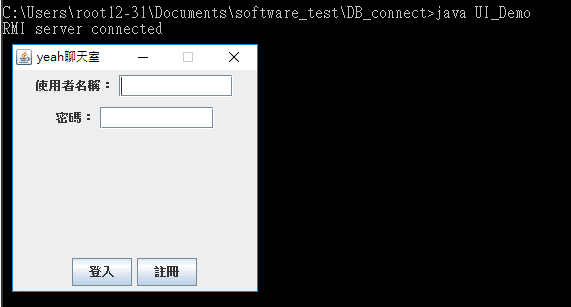 C:\Users\root12-31\Documents\software_test\DB_connect>java UI_Demo
RMI server connected
yeah聊天室
使用者名稱：
密碼：
登入 註冊